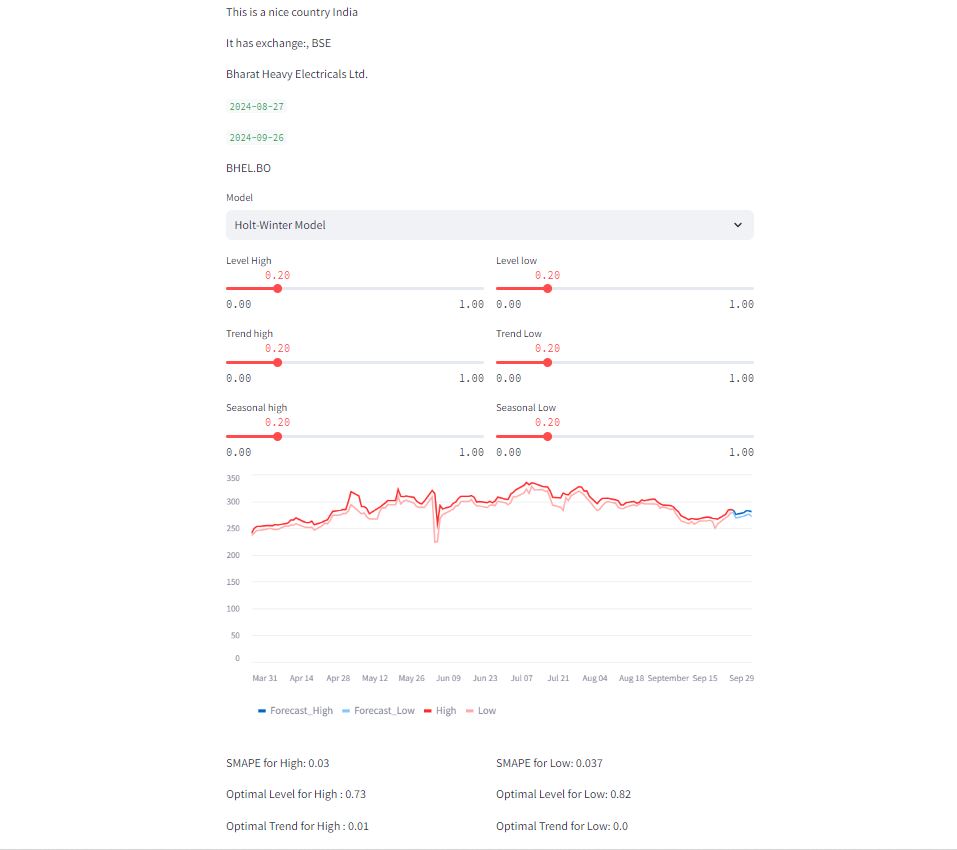 This is a nice country India
It has exchange:, BSE
Bharat Heavy Electricals Ltd.
2024-08-27
2024-09-26
BHEL.BO
Model
Holt-Winter Model
Level High Level low
0.20 0.20
0.00 1.00 0.00 1.00
Trend high Trend Low
0.20 0.20
0.00 1.00 0.00 1.00
Seasonal high Seasonal Low
0.20 0.20
0.00 1.00 0.00 1.00
350
300
250
200
150
100
50
0
Mar 31 Apr 14 Apr 28 May 12 May 26 Jun 09 Jun 23 Jul 07 Jul 21 Aug 04 Aug 18 September Sep 15 Sep 29
Forecast_High Forecast_Low High Low
SMAPE for High: 0.03 SMAPE for Low: 0.037
Optimal Level for High : 0.73 Optimal Level for Low: 0.82
Optimal Trend for High : 0.01 Optimal Trend for Low: 0.0